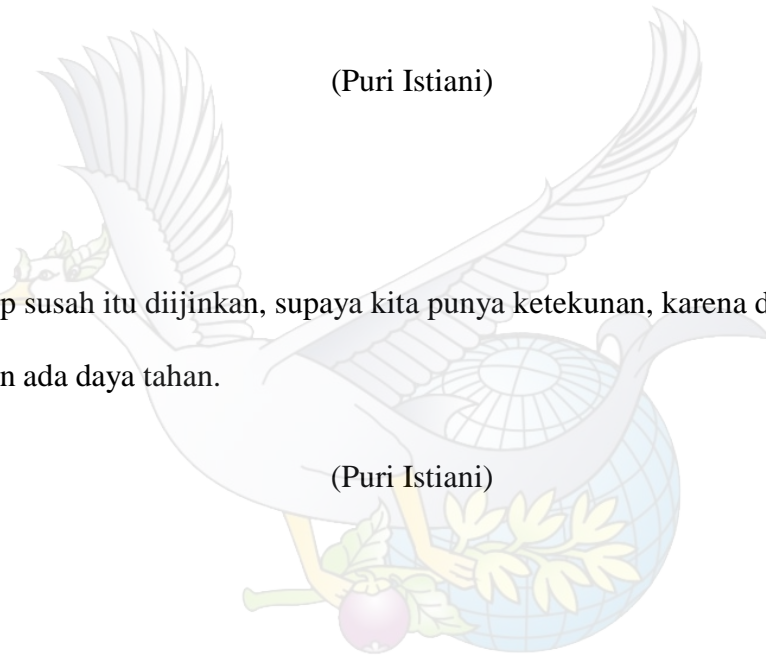 (Puri Istiani)
p susah itu diijinkan, supaya kita punya ketekunan, karena d
n ada daya tahan.
(Puri Istiani)